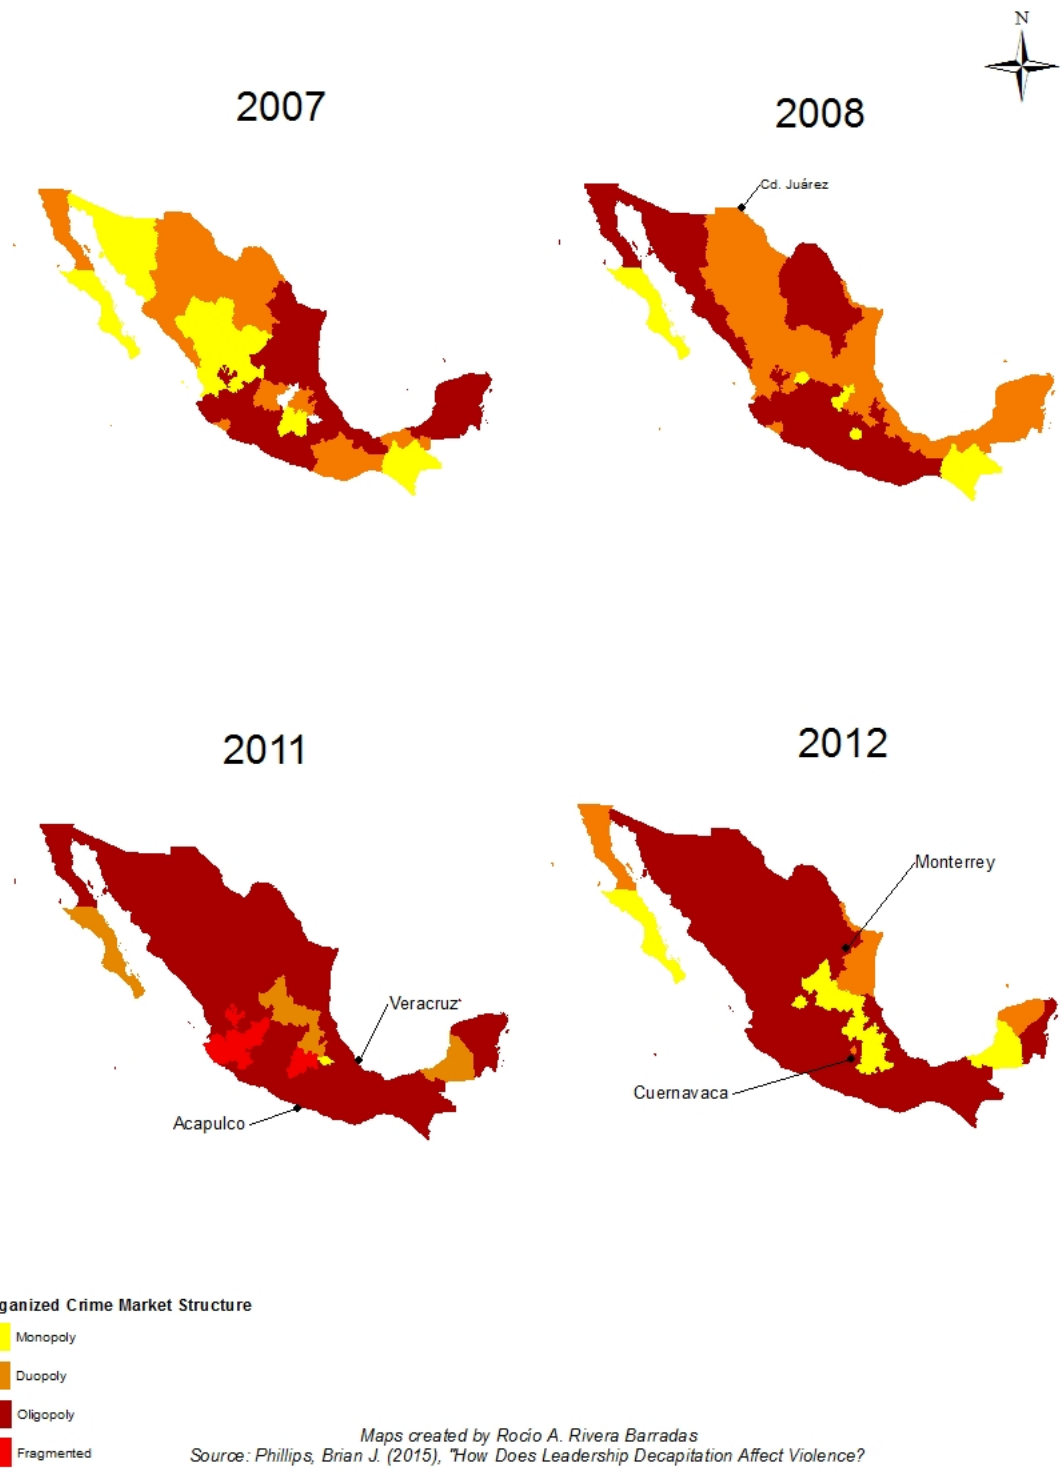 N
2007
2008
Cd. Juárez
2011
2012
Monterrey
Veracruz*
Cuernavaca
Acapulco
ganized Crime Market Structure
Monopoly
Duopoly
Oligopoly
Fragmented
Maps created by Rocío A. Rivera Barradas
Source: Phillips, Brian J. (2015), "How Does Leadership Decapitation Affect Violence?